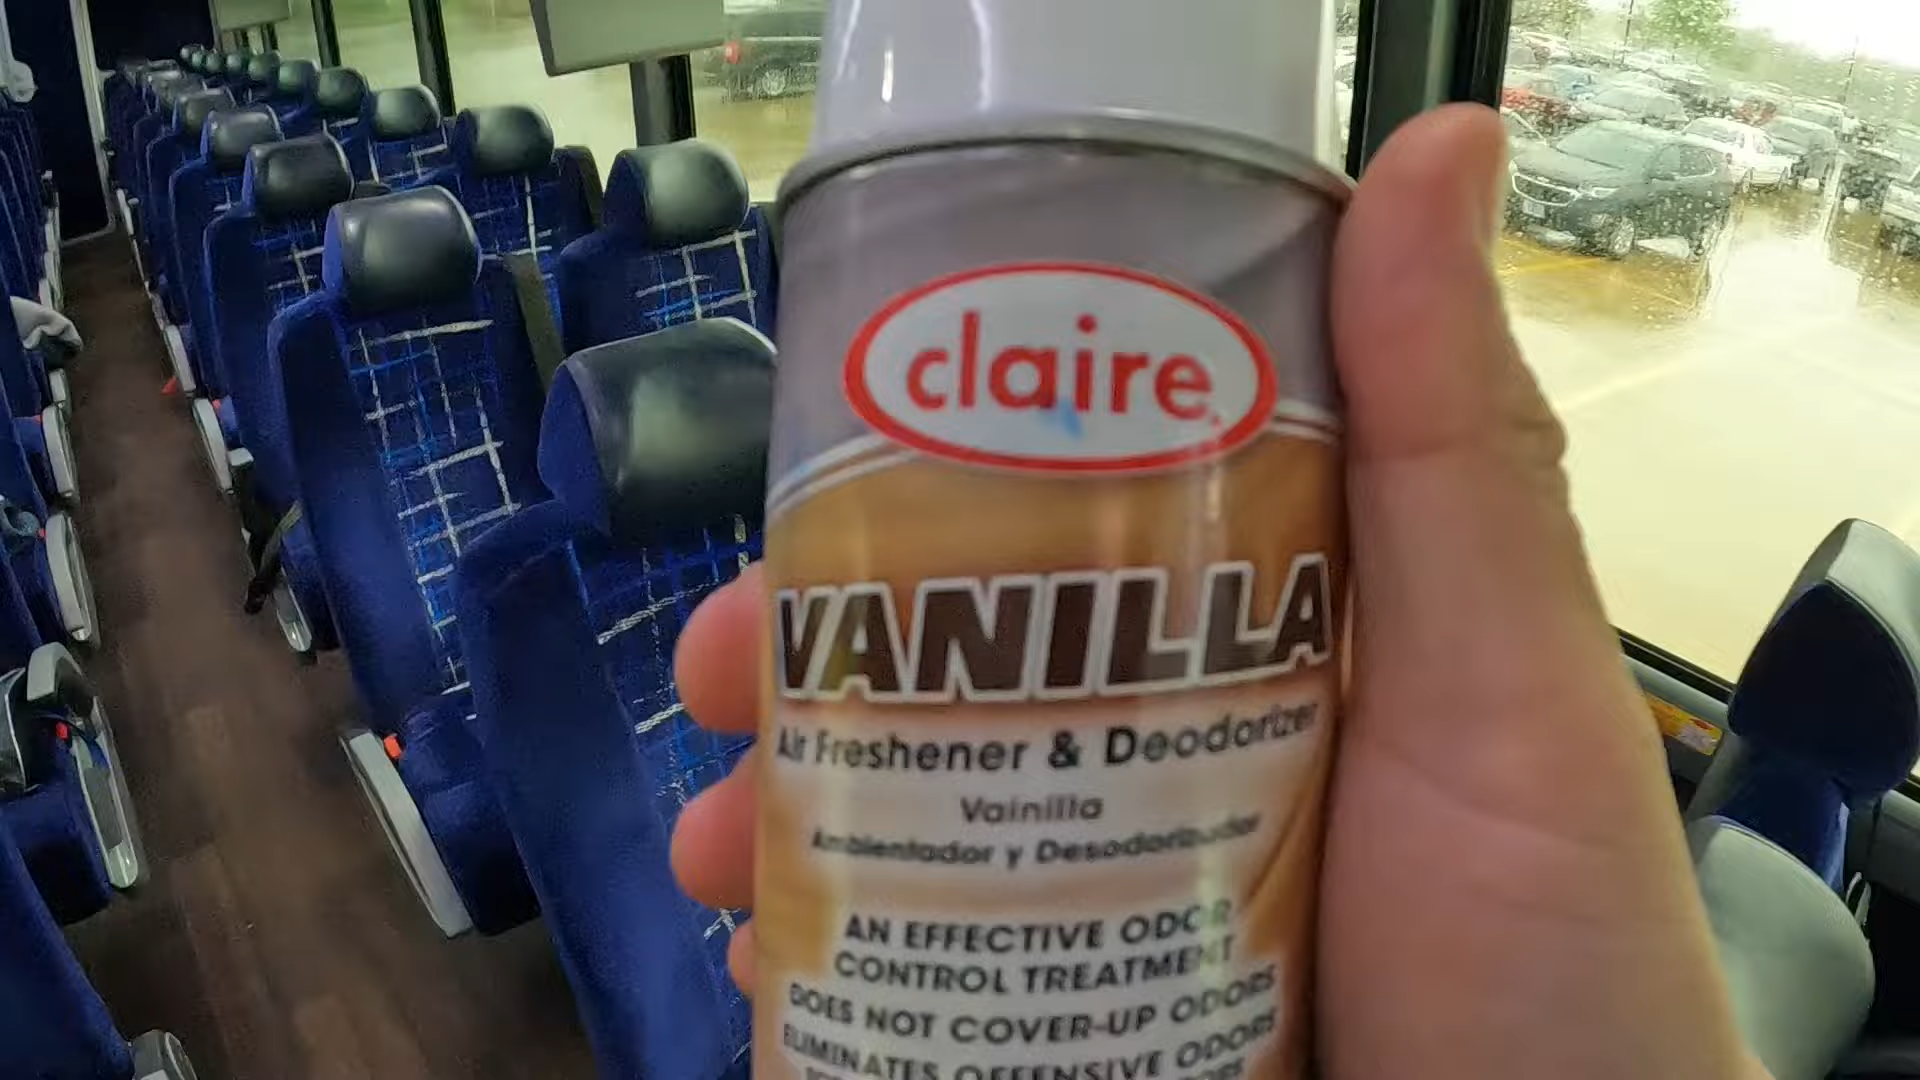 claire
VANILLA
Air Freshener & Deodorizer
Vainilla
Ambientador y Desodorizador
AN EFFECTIVE ODOR
CONTROL TREATMENT
DOES NOT COVER-UP ODORS
ELIMINATES OFFENSIVE ODORS